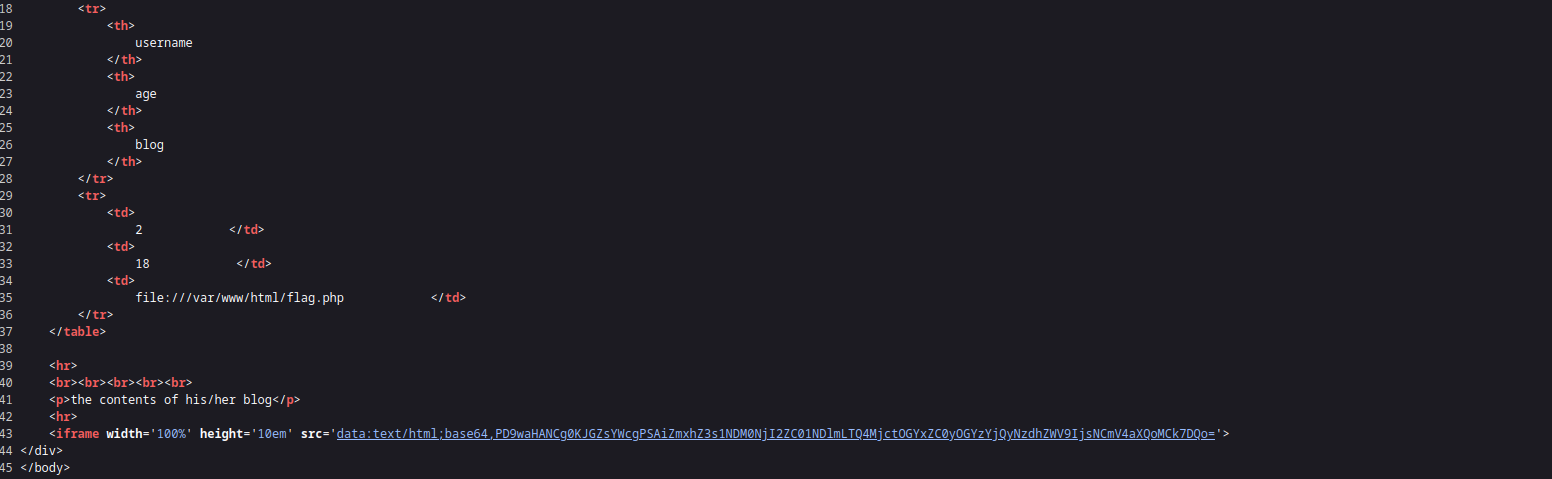 18 <tr>
19 <th>
20 username
21 </th>
22 <th>
23 age
24 </th>
25 <th>
26 blog
27 </th>
28 </tr>
29 <tr>
30 <td>
31 2 </td>
32 <td>
33 18 </td>
34 <td>
35 file:///var/www/html/flag.php </td>
36 </tr>
37 </table>
38
39 <hr>
40 <br><br><br><br><br>
41 <p>the contents of his/her blog</p>
42 <hr>
43 <iframe width='100%' height='10em' src='data:text/html;base64,PD9waHANCg0KJGZsYWcgPSAiZmxhZ3s1NDM0NjI2ZC01NDlmLTQ4MjctOGYxZC0yOGYzYjQyNzdhZWV9IjsNCmV4aXQoMCk7DQo='>
44 </div>
45 </body>